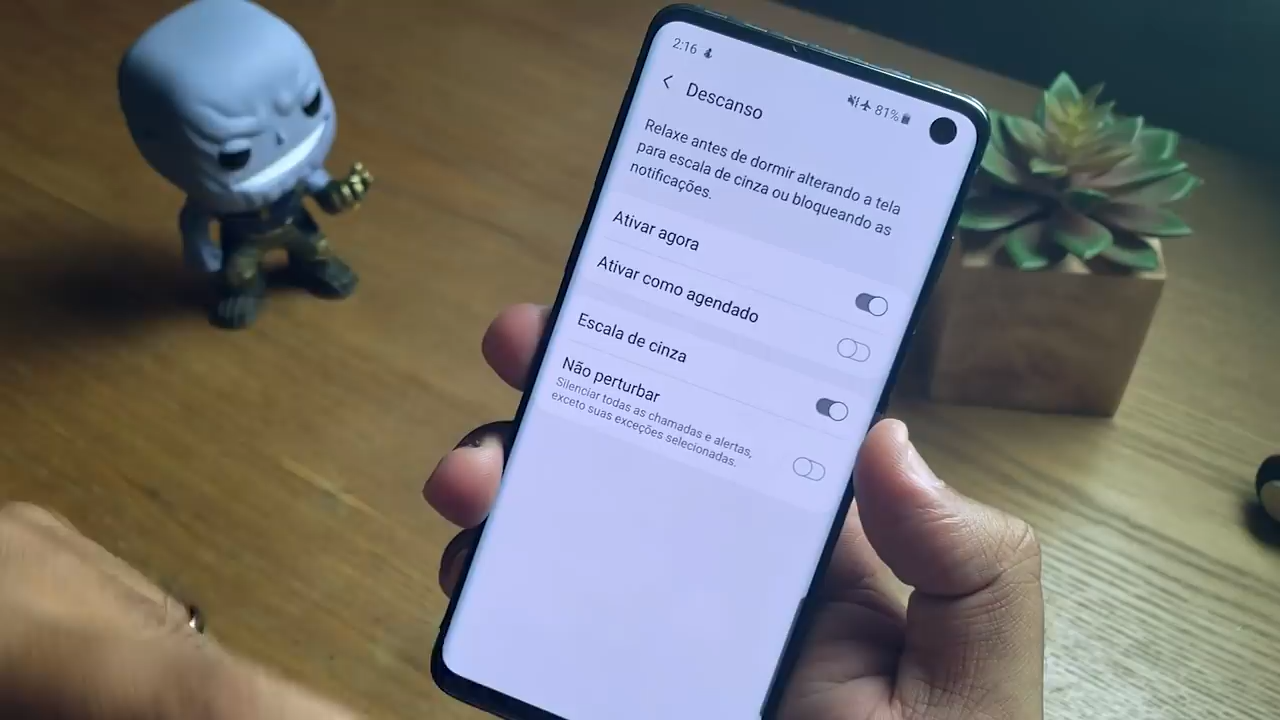 2:16
81%
Descanso
Relaxe antes de dormir alterando a tela
para escala de cinza ou bloqueando as
notificações.
Ativar agora
Ativar como agendado
Escala de cinza
Não perturbar
Silenciar todas as chamadas e alertas,
exceto suas exceções selecionadas.